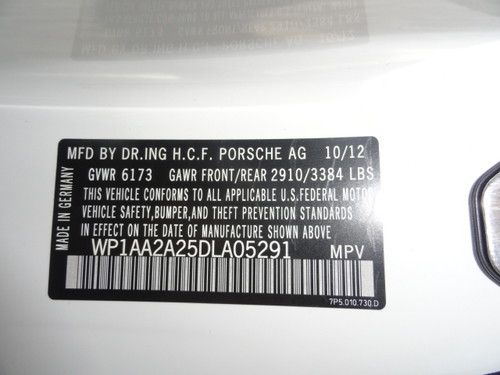 MFD BY DR.ING H.C.F. PORSCHE AG 10/12
GVWR 6173 GAWR FRONT/REAR 2910/3384 LBS
THIS VEHICLE CONFORMS TO ALL APPLICABLE U.S.FEDERAL MOTOR
VEHICLE SAFETY,BUMPER,AND THEFT PREVENTION STANDARDS
IN EFFECT ON THE DATE OF MANUFACTURE SHOWN ABOVE
WP1AA2A25DLA05291 MPV
7P5.010.730.D
MADE IN GERMANY